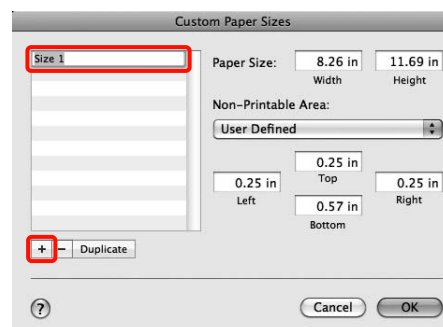 Custom Paper Sizes
Size 1
Paper Size:
8.26 in
11.69 in
Width
Height
Non-Printable Area:
User Defined
0.25 in
Top
0.25 in
0.25 in
Left
Right
0.57 in
Bottom
+ − Duplicate
?
Cancel
OK